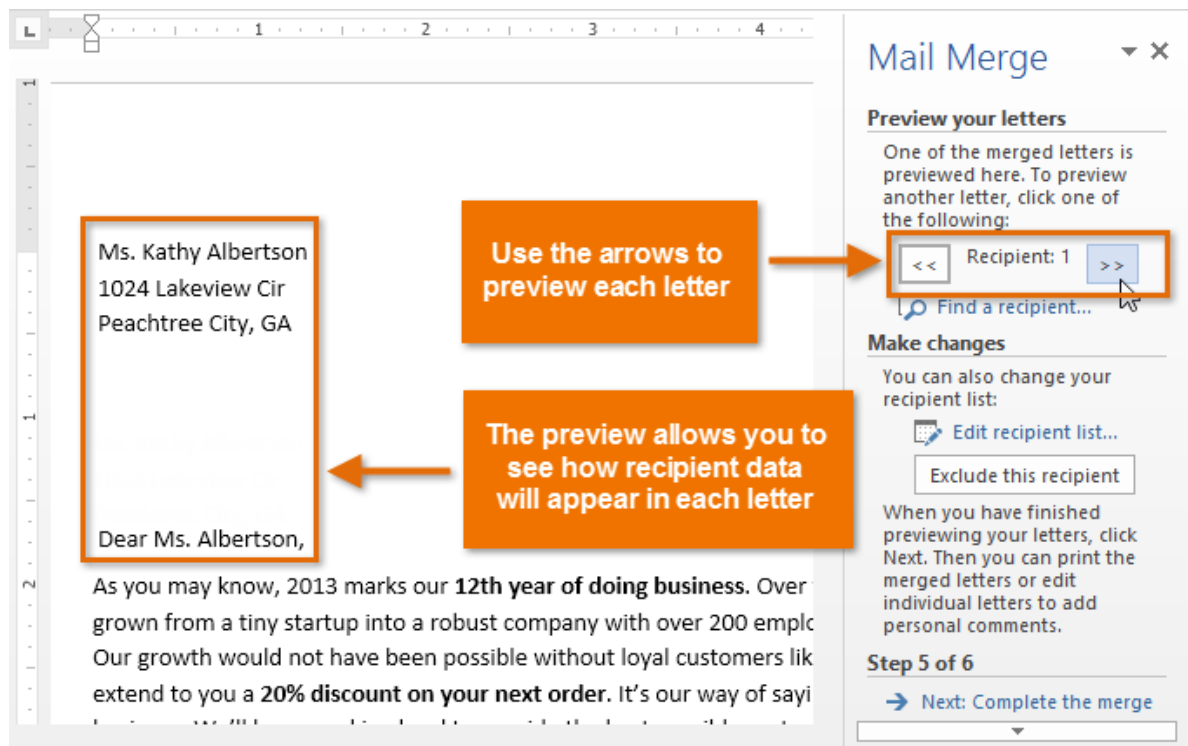 L
1 2 3 4
1
1
2
Ms. Kathy Albertson
1024 Lakeview Cir
Peachtree City, GA
Dear Ms. Albertson,
As you may know, 2013 marks our 12th year of doing business. Over
grown from a tiny startup into a robust company with over 200 emplo
Our growth would not have been possible without loyal customers lik
extend to you a 20% discount on your next order. It's our way of sayi
Use the arrows to
preview each letter
The preview allows you to
see how recipient data
will appear in each letter
Mail Merge
Preview your letters
One of the merged letters is
previewed here. To preview
another letter, click one of
the following:
<< Recipient: 1 >>
Find a recipient...
Make changes
You can also change your
recipient list:
Edit recipient list...
Exclude this recipient
When you have finished
previewing your letters, click
Next. Then you can print the
merged letters or edit
individual letters to add
personal comments.
Step 5 of 6
Next: Complete the merge